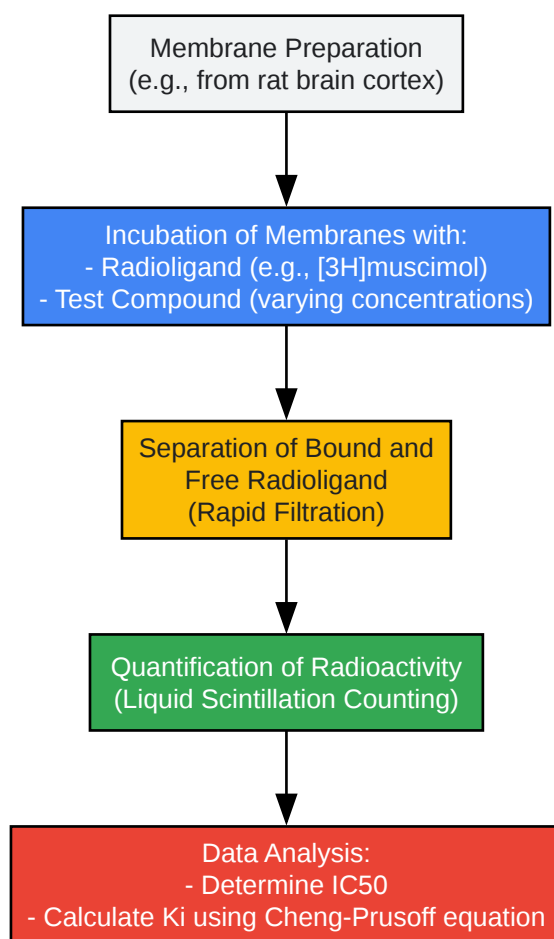 Membrane Preparation
(e.g., from rat brain cortex)
Incubation of Membranes with:
- Radioligand (e.g., [3H]muscimol)
- Test Compound (varying concentrations)
Separation of Bound and
Free Radioligand
(Rapid Filtration)
Quantification of Radioactivity
(Liquid Scintillation Counting)
Data Analysis:
- Determine IC50
- Calculate Ki using Cheng-Prusoff equation